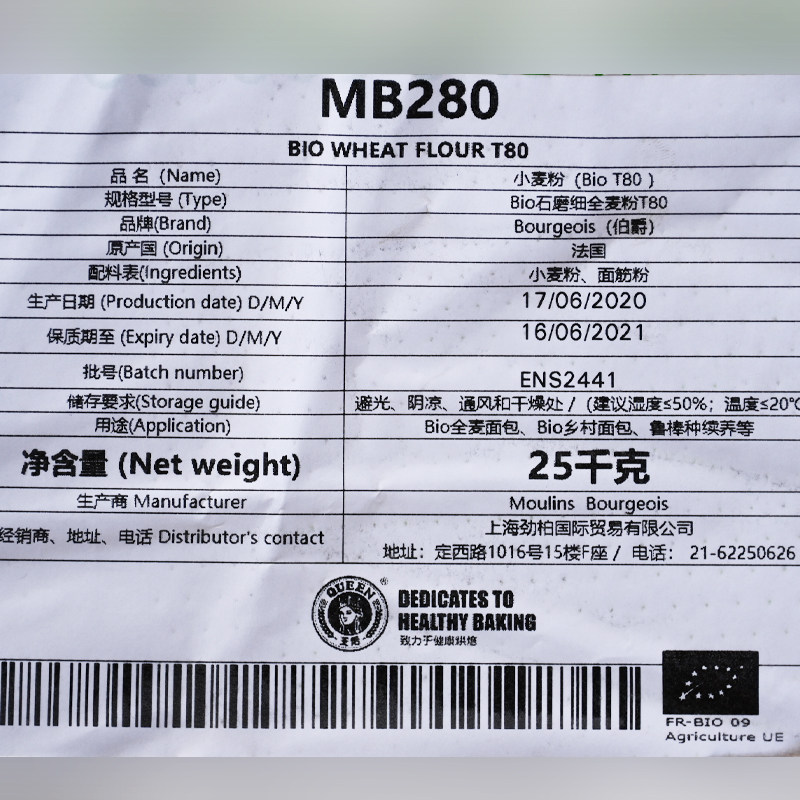 MB280
BIO WHEAT FLOUR T80
品 名 (Name) 小麦粉 (Bio T80 )
规格型号 (Type) Bio石磨细全麦粉T80
品牌(Brand) Bourgeois (伯爵)
原产国 (Origin) 法国
配料表(Ingredients) 小麦粉、面筋粉
生产日期 (Production date) D/M/Y 17/06/2020
保质期至 (Expiry date) D/M/Y 16/06/2021
批号(Batch number) ENS2441
储存要求(Storage guide) 避光、阴凉、通风和干燥处 / (建议湿度≤50%; 温度≤20℃
用途(Application) Bio全麦面包、Bio乡村面包、鲁棒种续养等
净含量 (Net weight) 25千克
生产商 Manufacturer Moulins Bourgeois
经销商、地址、电话 Distributor's contact 上海劲柏国际贸易有限公司
地址: 定西路1016号15楼F座 / 电话: 21-62250626
QUEEN ®
王后
DEDICATES TO
HEALTHY BAKING
致力于健康烘焙
FR-BIO 09
Agriculture UE